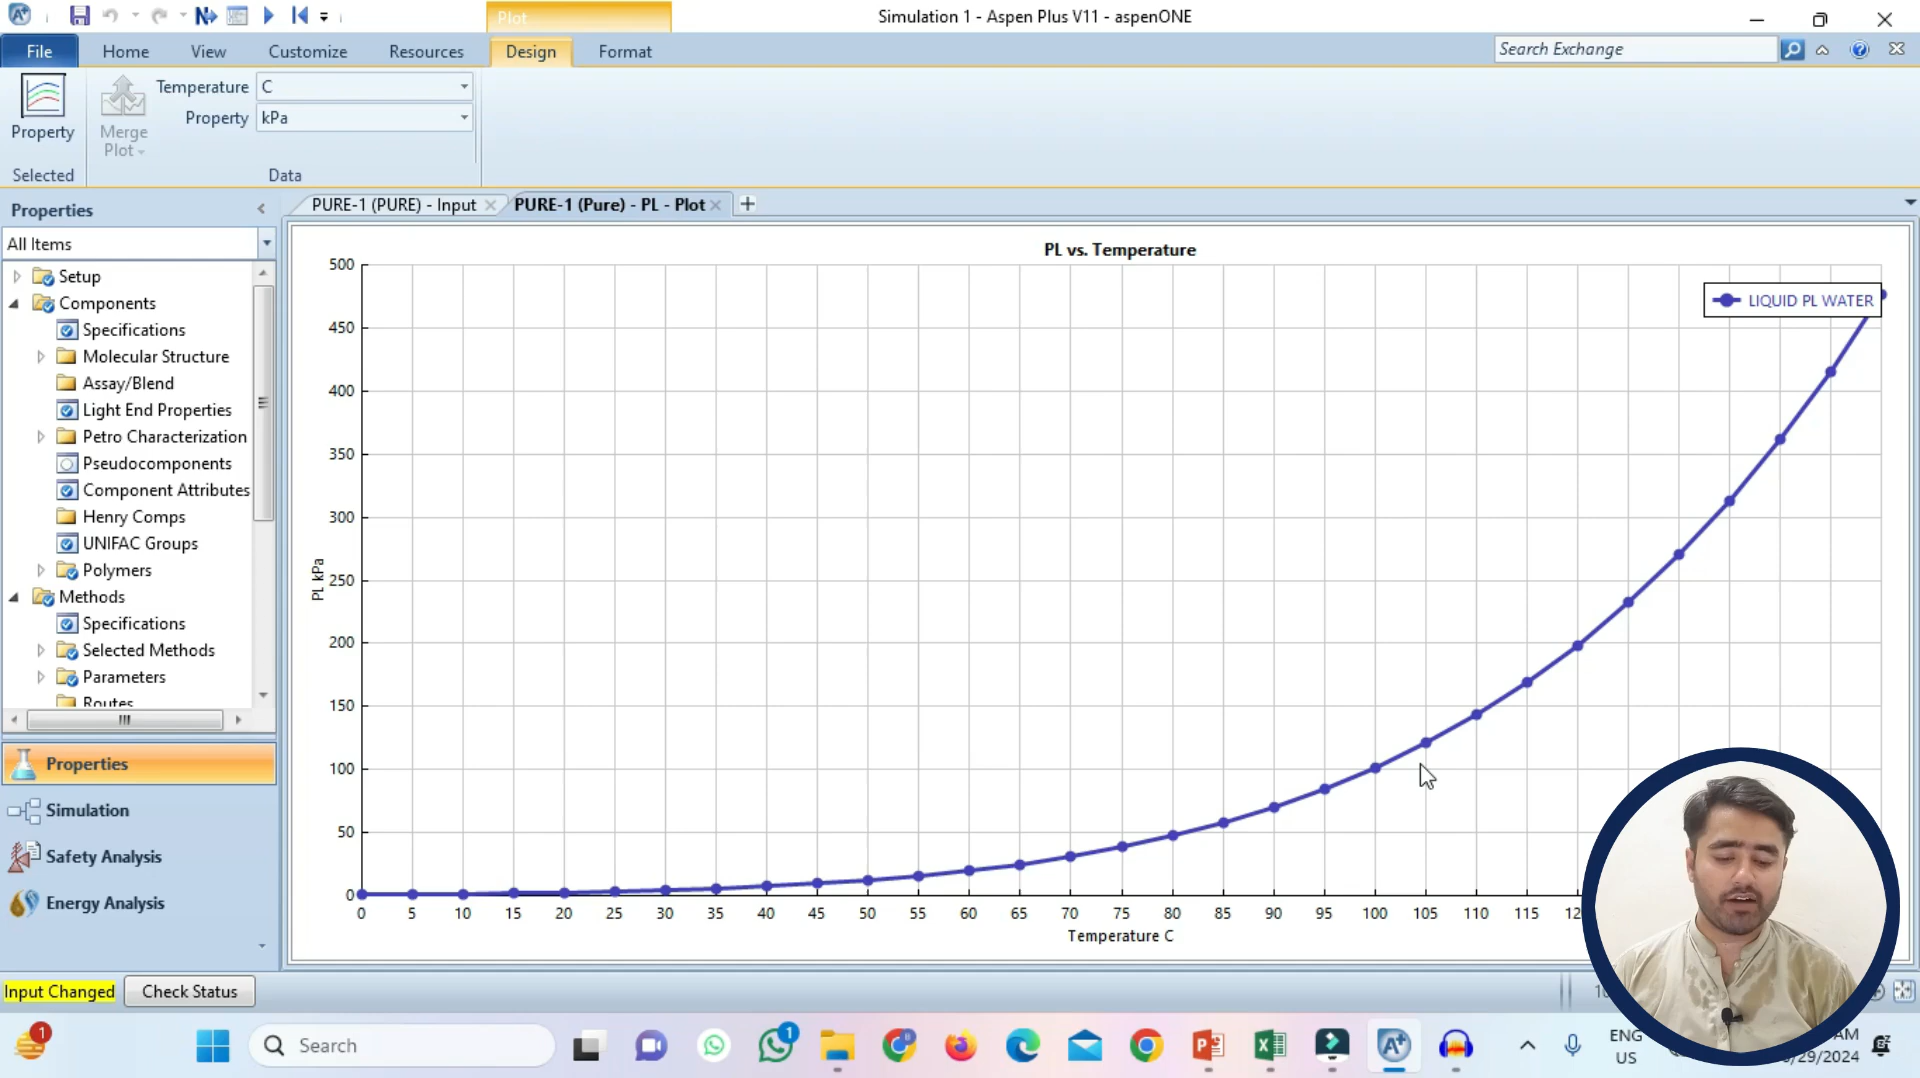 Plot
Simulation 1 - Aspen Plus V11 - aspenONE
File
Home
View
Customize
Resources
Design
Format
Search Exchange
Temperature
C
Property
kPa
Property
Merge
Plot
Selected
Data
Properties
PURE-1 (PURE) - Input
PURE-1 (Pure) - PL - Plot
All Items
Setup
Components
Specifications
Molecular Structure
Assay/Blend
Light End Properties
Petro Characterization
Pseudocomponents
Component Attributes
Henry Comps
UNIFAC Groups
Polymers
Methods
Specifications
Selected Methods
Parameters
Routes
Properties
Simulation
Safety Analysis
Energy Analysis
PL vs. Temperature
LIQUID PL WATER
500
450
400
350
300
250
200
150
100
50
0
PL kPa
0 5 10 15 20 25 30 35 40 45 50 55 60 65 70 75 80 85 90 95 100 105 110 115
Temperature C
Input Changed
Check Status
1
Search
1
ENG
US
AM
/29/2024